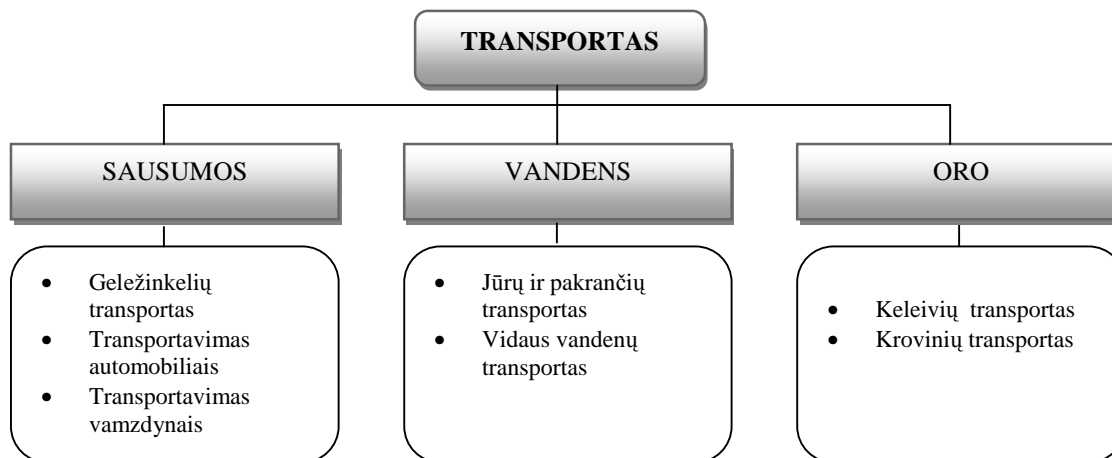 TRANSPORTAS
SAUSUMOS
VANDENS
ORO
• Geležinkelių
transportas
• Transportavimas
automobiliais
• Transportavimas
vamzdynais
• Jūrų ir pakrančių
transportas
• Vidaus vandenų
transportas
• Keleivių transportas
• Krovinių transportas